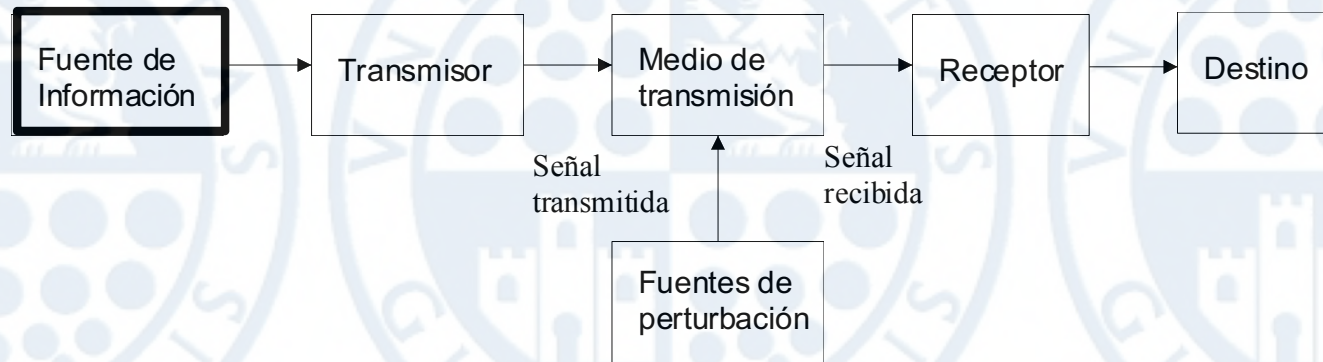 Fuente de
Información
Transmisor
Medio de
transmisión
Receptor
Destino
Señal
transmitida
Señal
recibida
Fuentes de
perturbación